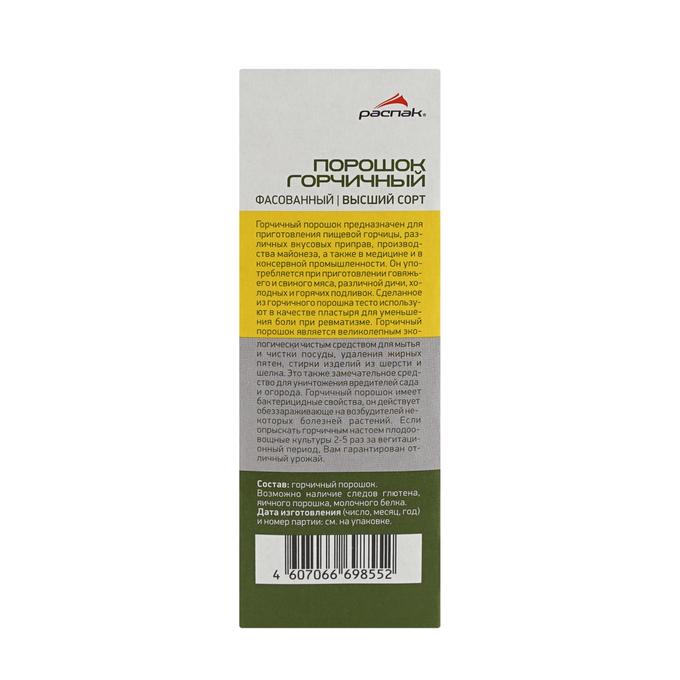 распак®
ПОРОШОК
ГОРЧИЧНЫЙ
ФАСОВАННЫЙ | ВЫСШИЙ СОРТ
Горчичный порошок предназначен для
приготовления пищевой горчицы, раз-
личных вкусовых приправ, производс-
тва майонеза, а также в медицине и в
консервной промышленности. Он упо-
требляется при приготовлении говяжь-
его и свиного мяса, различной дичи, хо-
лодных и горячих подливок. Сделанное
из горчичного порошка тесто использу-
ют в качестве пластыря для уменьше-
ния боли при ревматизме. Горчичный
порошок является великолепным эко-
логически чистым средством для мытья
и чистки посуды, удаления жирных
пятен, стирки изделий из шерсти и
шелка. Это также замечательное сред-
ство для уничтожения вредителей сада
и огорода. Горчичный порошок имеет
бактерицидные свойства, он действует
обеззараживающе на возбудителей не-
которых болезней растений. Если
опрыскать горчичным настоем плодоо-
вощные культуры 2-5 раз за вегитаци-
онный период, Вам гарантирован от-
личный урожай.
Состав: горчичный порошок.
Возможно наличие следов глютена,
яичного порошка, молочного белка.
Дата изготовления (число, месяц, год)
и номер партии: см. на упаковке.
4 607066 698552